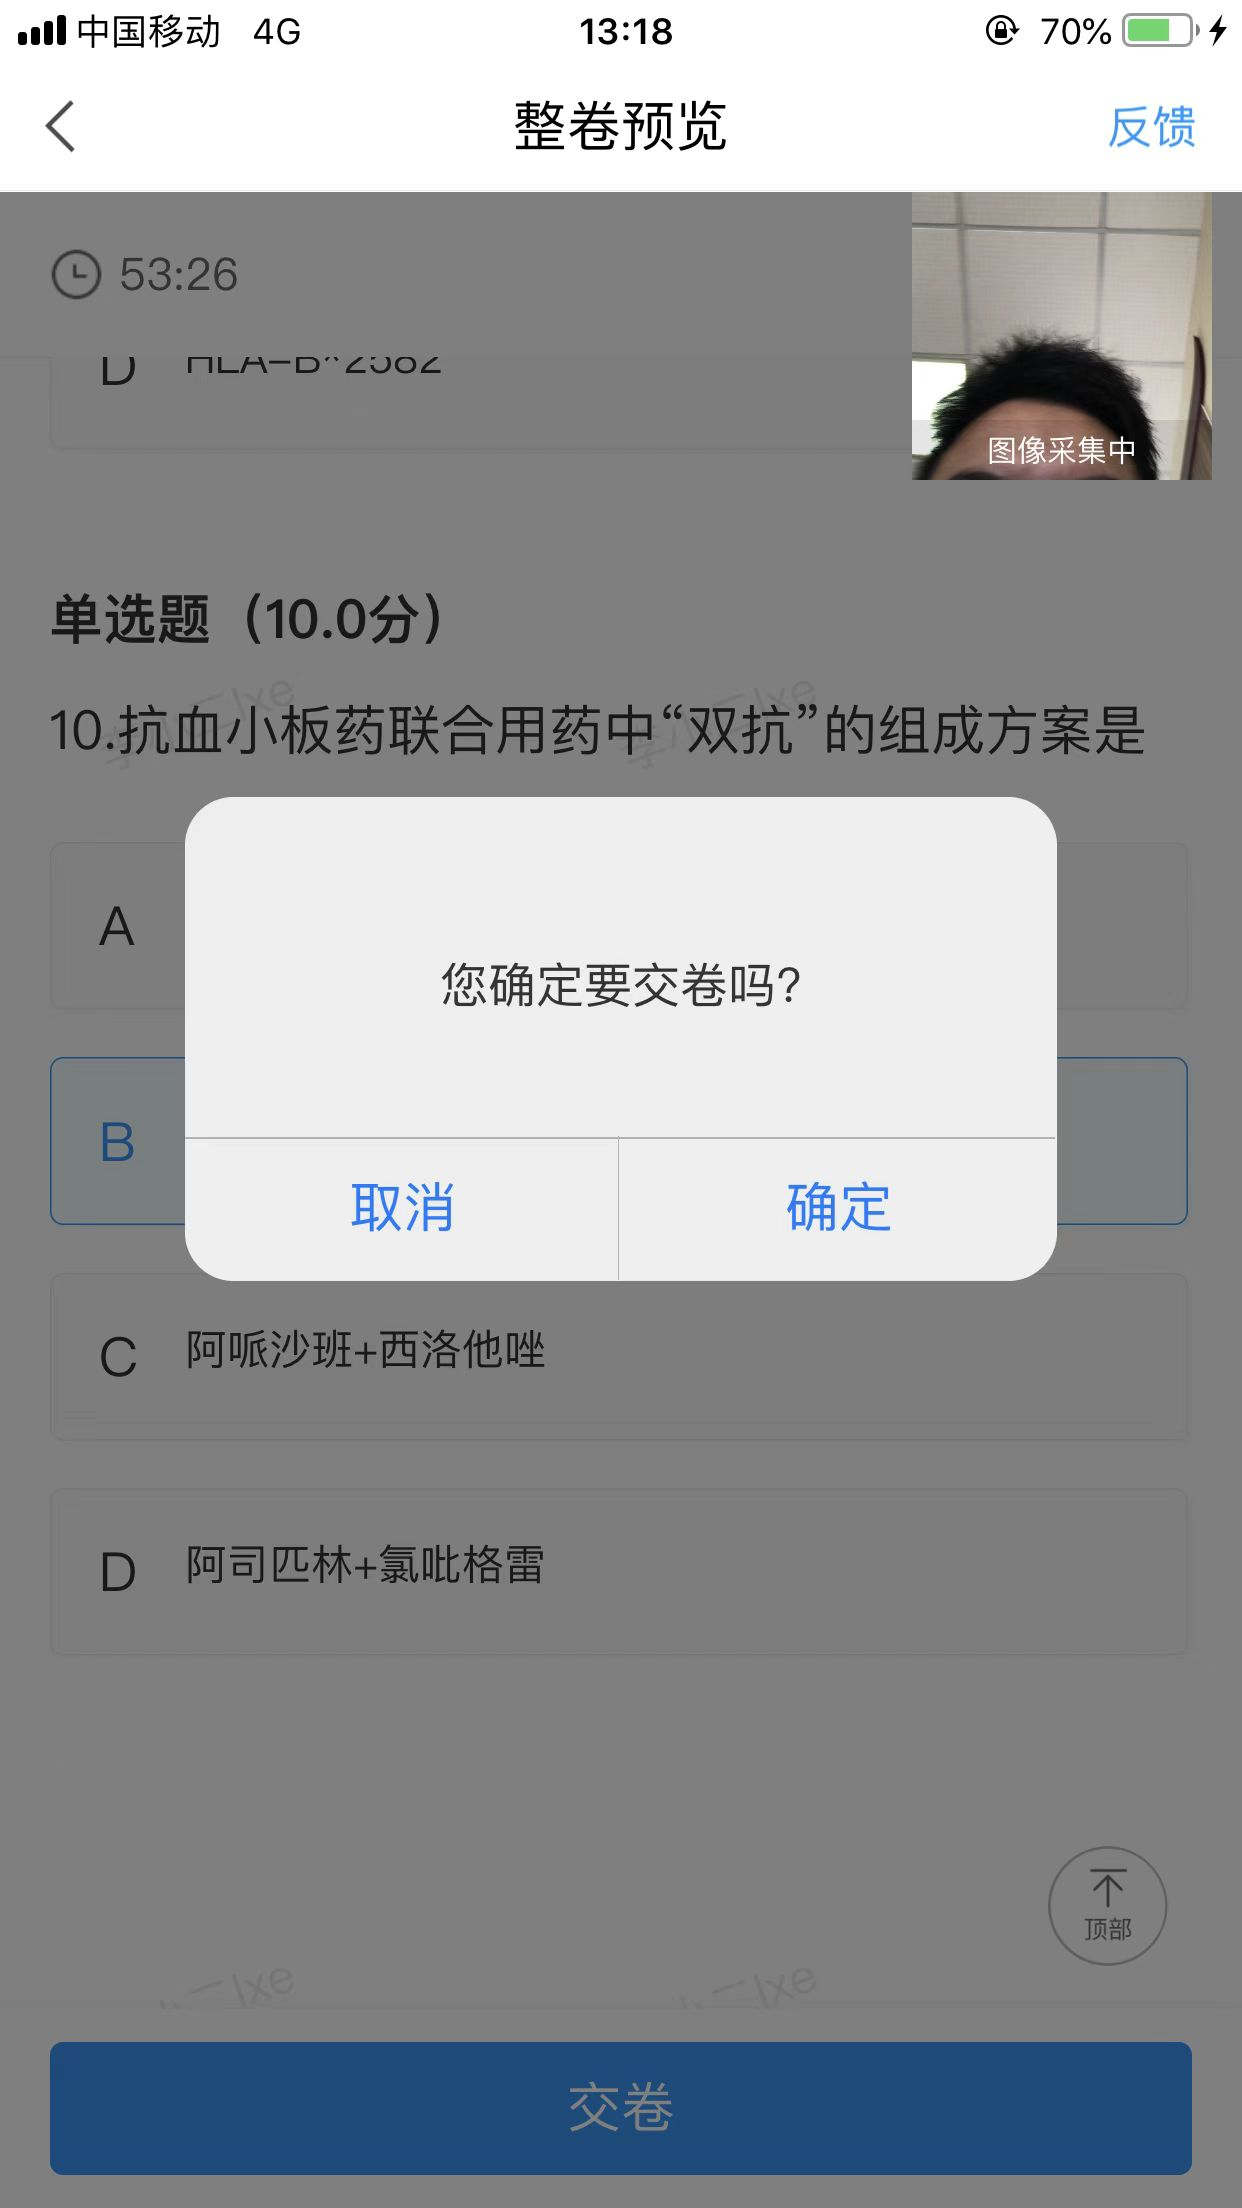 中国移动 4G 13:18 70%
整卷预览 反馈
53:26
D HLA-B*2582
图像采集中
单选题（10.0分）
10.抗血小板药联合用药中“双抗”的组成方案是
A
您确定要交卷吗?
B
取消 确定
C 阿哌沙班+西洛他唑
D 阿司匹林+氯吡格雷
顶部
交卷